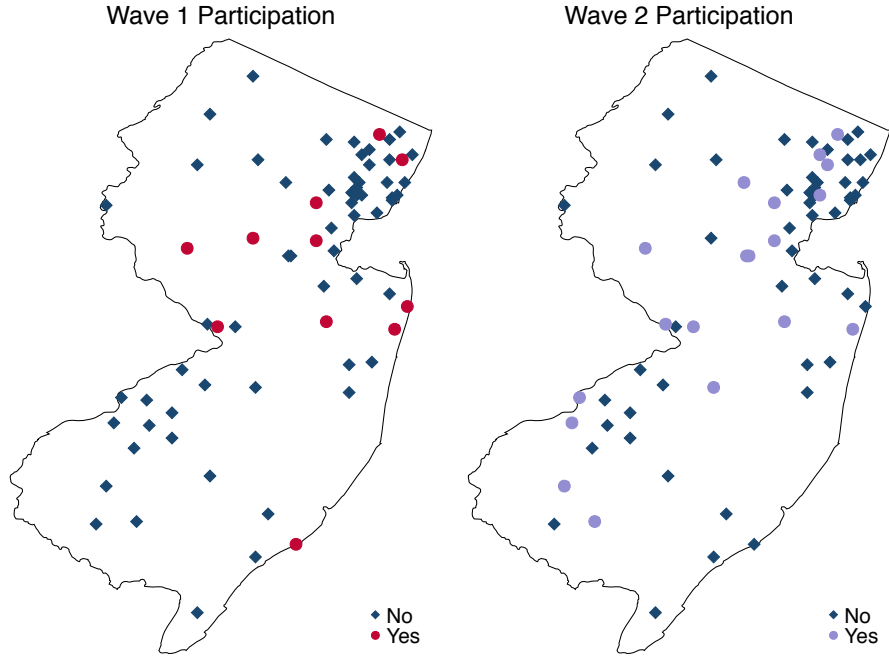 Wave 1 Participation
Wave 2 Participation
No
Yes
No
Yes